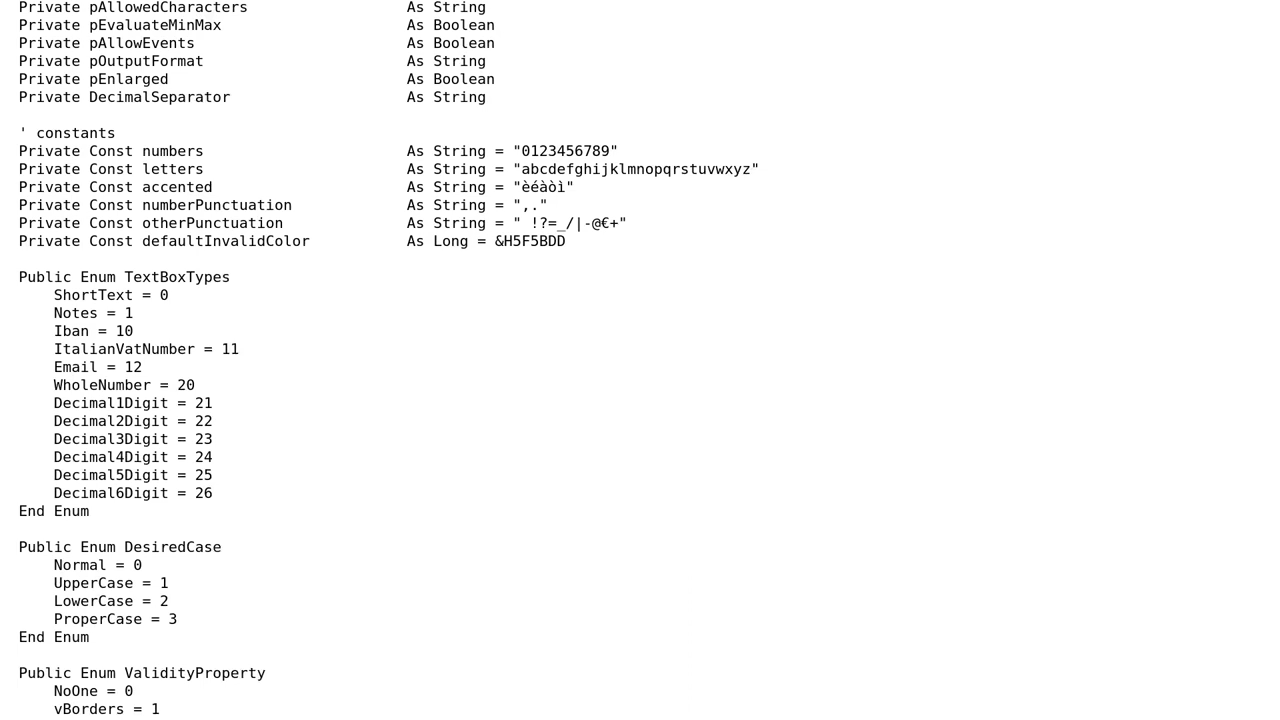 Private pAllowedCharacters                  As String
Private pEvaluateMinMax                     As Boolean
Private pAllowEvents                        As Boolean
Private pOutputFormat                       As String
Private pEnlarged                           As Boolean
Private DecimalSeparator                    As String

' constants
Private Const numbers                       As String = "0123456789"
Private Const letters                       As String = "abcdefghijklmnopqrstuvwxyz"
Private Const accented                      As String = "èéàòì"
Private Const numberPunctuation             As String = ",."
Private Const otherPunctuation              As String = " !?=_/|-@€+"
Private Const defaultInvalidColor           As Long = &H5F5BDD

Public Enum TextBoxTypes
    ShortText = 0
    Notes = 1
    Iban = 10
    ItalianVatNumber = 11
    Email = 12
    WholeNumber = 20
    Decimal1Digit = 21
    Decimal2Digit = 22
    Decimal3Digit = 23
    Decimal4Digit = 24
    Decimal5Digit = 25
    Decimal6Digit = 26
End Enum

Public Enum DesiredCase
    Normal = 0
    UpperCase = 1
    LowerCase = 2
    ProperCase = 3
End Enum

Public Enum ValidityProperty
    NoOne = 0
    vBorders = 1